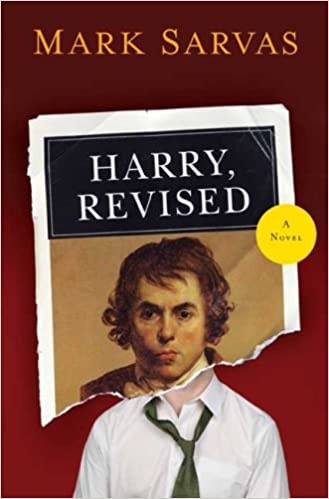 MARK SARVAS
HARRY,
REVISED
A
NOVEL